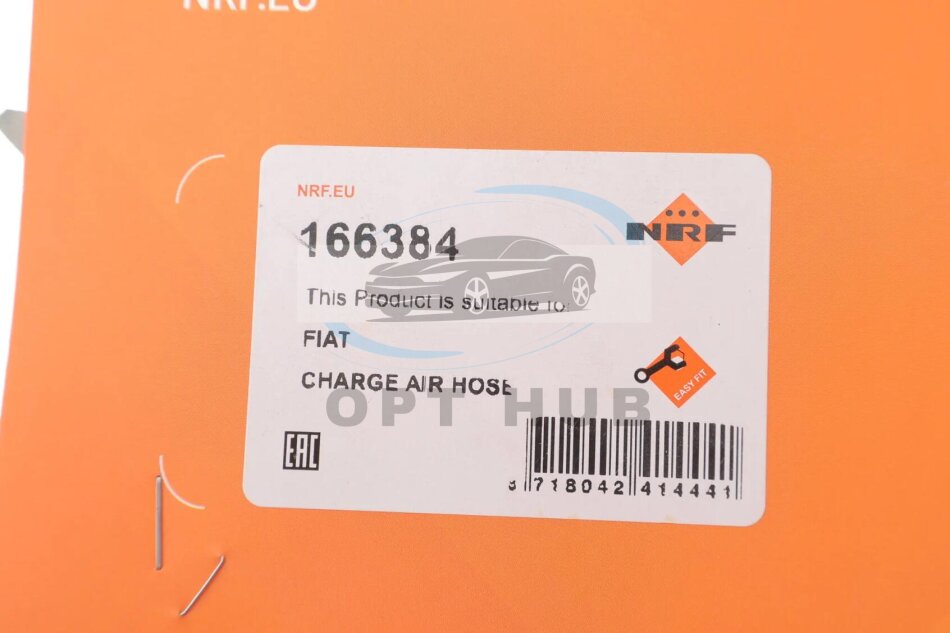 NRF.EU
NRF.EU
166384
NRF
This Product is suitable to:
FIAT
CHARGE AIR HOSE
EASY FIT
OPT HUB
EAC
8 718042 414441